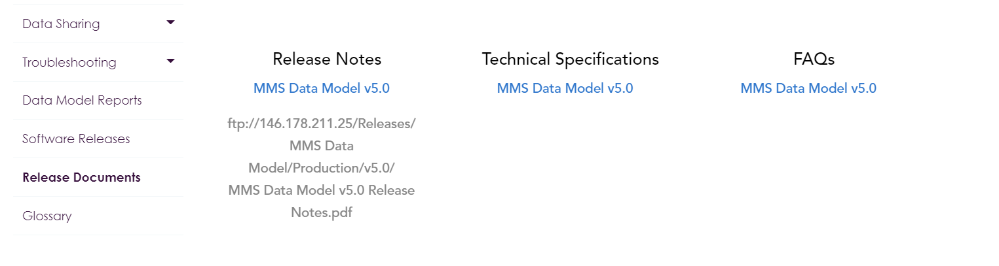 Data Sharing
Troubleshooting
Data Model Reports
Software Releases
Release Documents
Glossary
Release Notes
MMS Data Model v5.0
ftp://146.178.211.25/Releases/
MMS Data
Model/Production/v5.0/
MMS Data Model v5.0 Release
Notes.pdf
Technical Specifications
MMS Data Model v5.0
FAQs
MMS Data Model v5.0